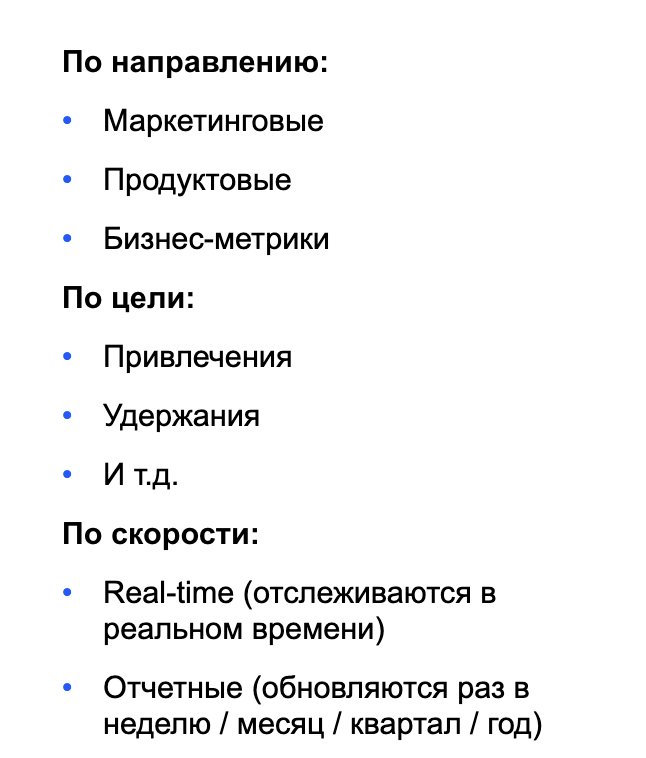 По направлению:
• Маркетинговые
• Продуктовые
• Бизнес-метрики
По цели:
• Привлечения
• Удержания
• И т.д.
По скорости:
• Real-time (отслеживаются в
реальном времени)
• Отчетные (обновляются раз в
неделю / месяц / квартал / год)